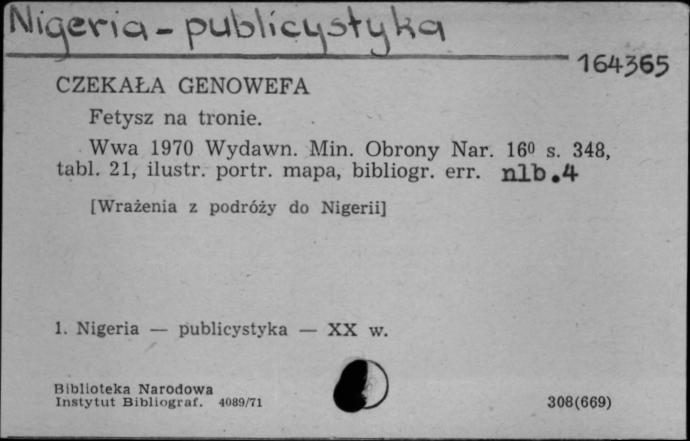 Nigeria - publicystyka
164365
CZEKAŁA GENOWEFA
Fetysz na tronie.
Wwa 1970 Wydawn. Min. Obrony Nar. 16⁰ s. 348,
tabl. 21, ilustr. portr. mapa, bibliogr. err. nlb.4
[Wrażenia z podróży do Nigerii]
1. Nigeria — publicystyka — XX w.
Biblioteka Narodowa
Instytut Bibliograf. 4089/71
308(669)